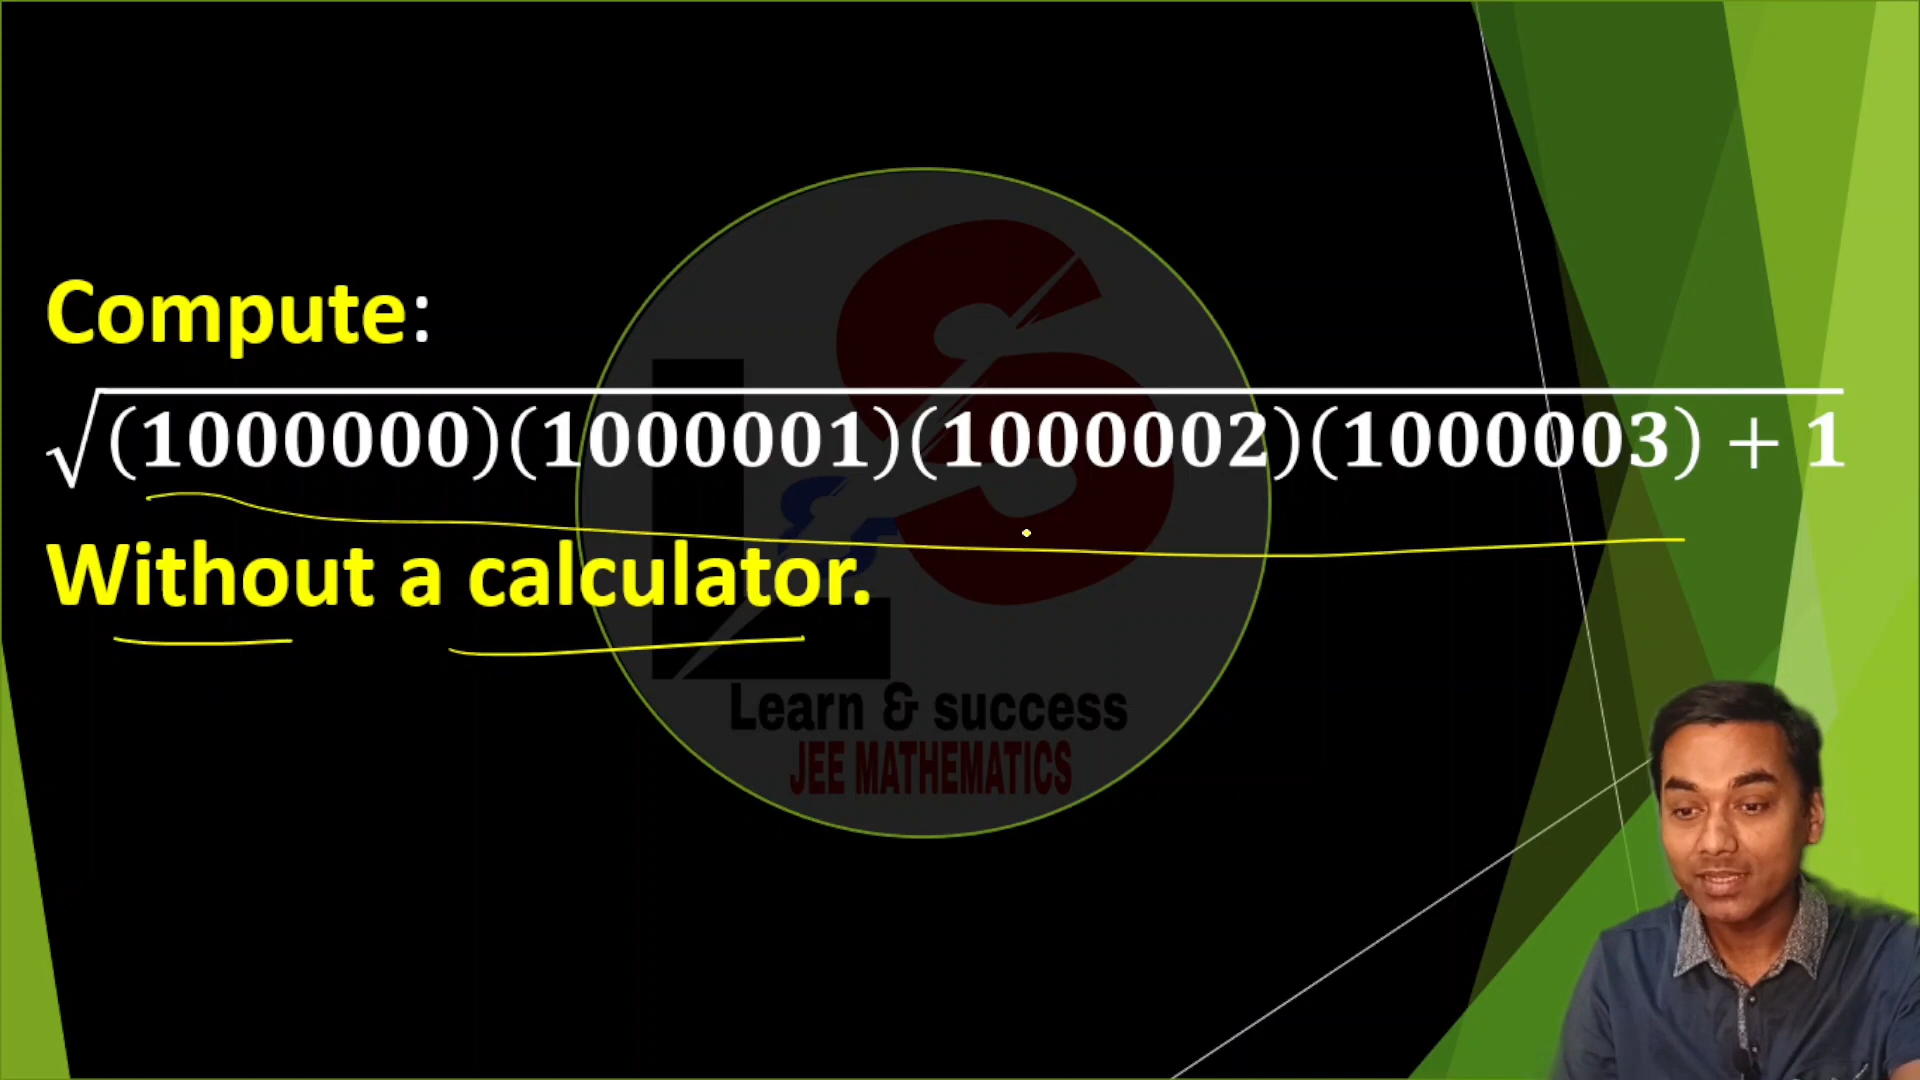 Compute:
√(1000000)(1000001)(1000002)(1000003) + 1
Without a calculator.
Learn & success
JEE MATHEMATICS